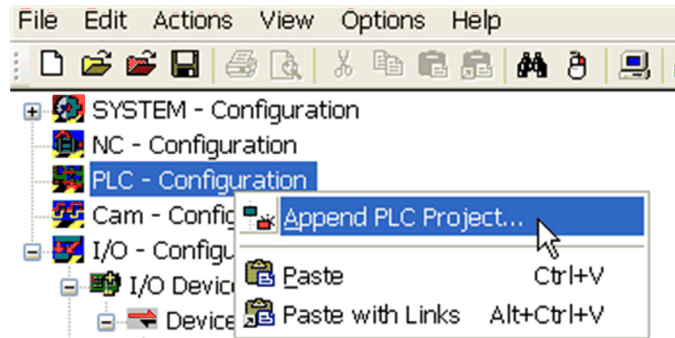 File Edit Actions View Options Help
SYSTEM - Configuration
NC - Configuration
PLC - Configuration
Cam - Config
Append PLC Project...
I/O - Configu
I/O Devic
Paste Ctrl+V
Device
Paste with Links Alt+Ctrl+V